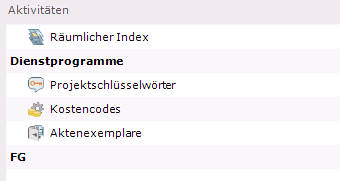 Aktivitäten
Räumlicher Index
Dienstprogramme
Projektschlüsselwörter
Kostencodes
Aktenexemplare
FG